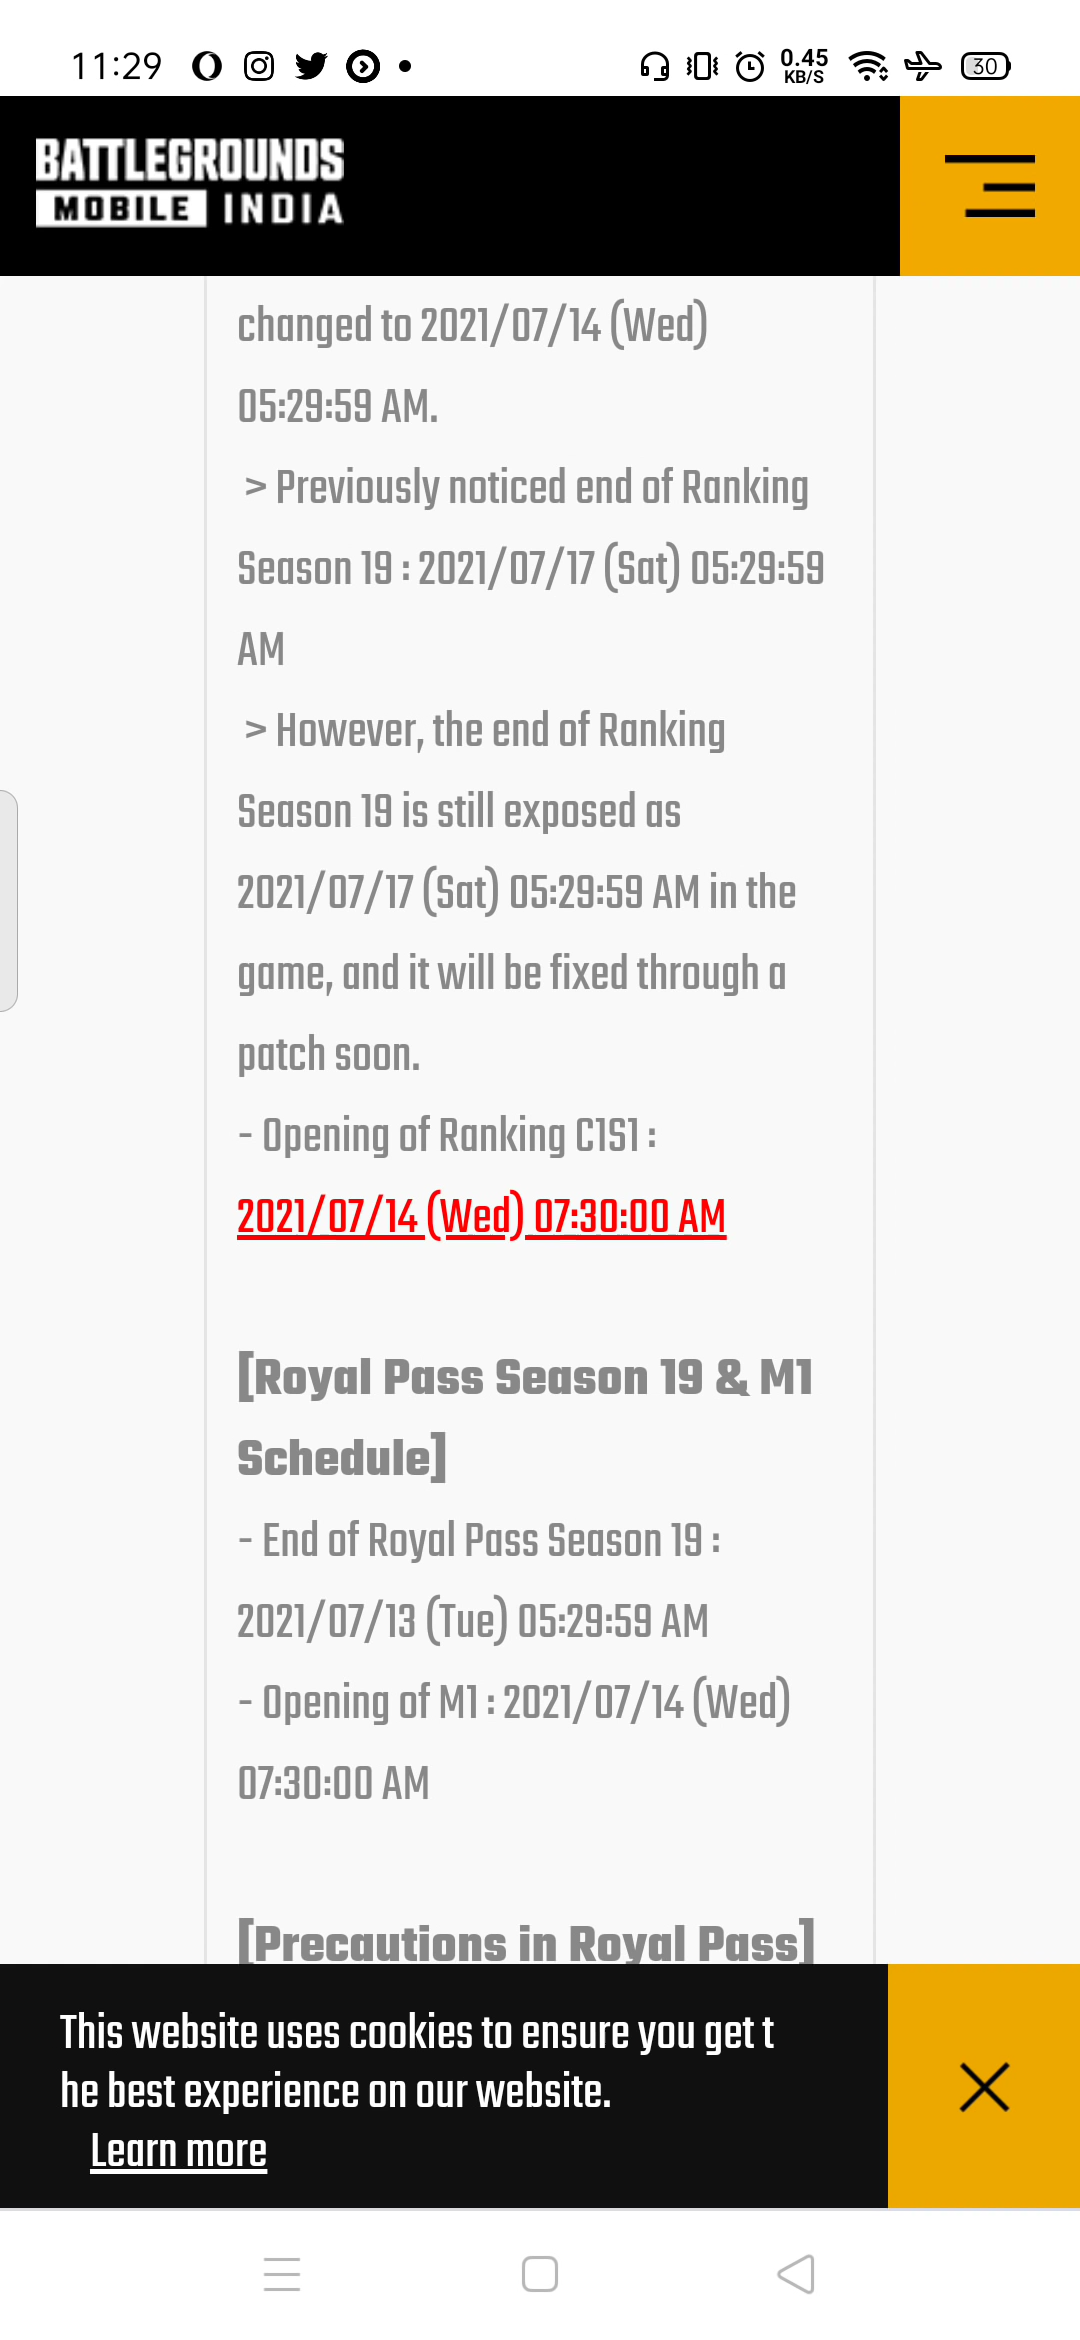 11:29
0.45
KB/S
30
BATTLEGROUNDS
MOBILE INDIA
changed to 2021/07/14 (Wed)
05:29:59 AM.
> Previously noticed end of Ranking
Season 19 : 2021/07/17 (Sat) 05:29:59
AM
> However, the end of Ranking
Season 19 is still exposed as
2021/07/17 (Sat) 05:29:59 AM in the
game, and it will be fixed through a
patch soon.
- Opening of Ranking C1S1 :
2021/07/14 (Wed) 07:30:00 AM
[Royal Pass Season 19 & M1
Schedule]
- End of Royal Pass Season 19 :
2021/07/13 (Tue) 05:29:59 AM
- Opening of M1 : 2021/07/14 (Wed)
07:30:00 AM
[Precautions in Royal Pass]
This website uses cookies to ensure you get t
he best experience on our website.
Learn more